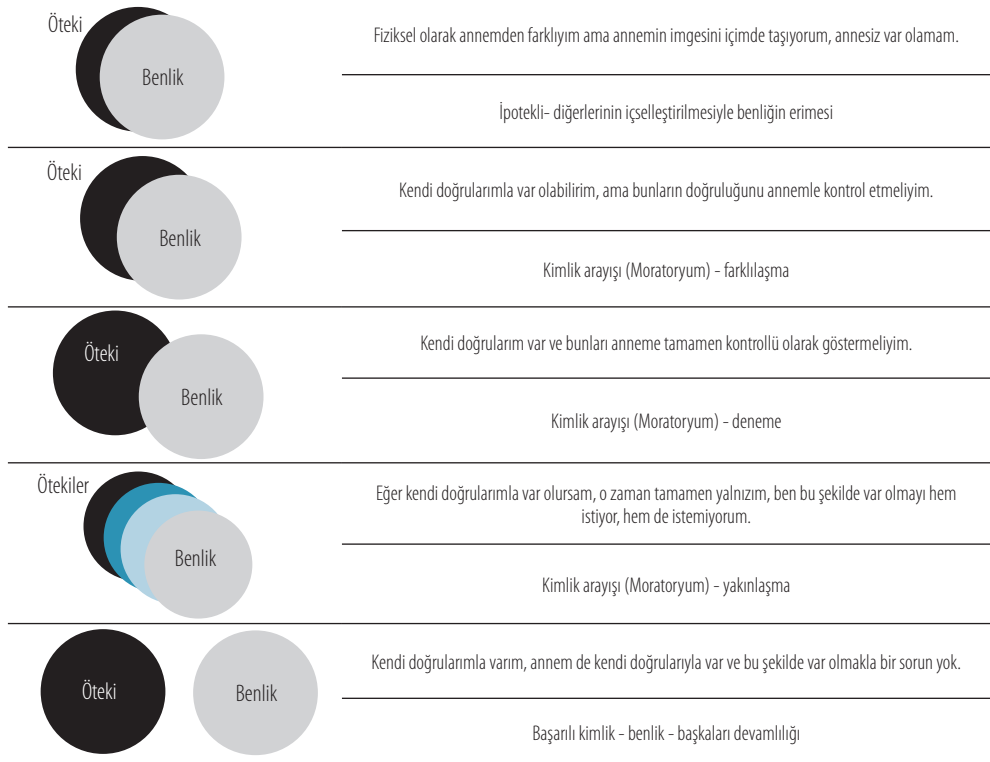 Öteki
Benlik
Fiziksel olarak annemden farklıyım ama annemin imgesini içimde taşıyorum, annesiz var olamam.
İpotekli- diğerlerinin içselleştirilmesiyle benliğin erimesi
Öteki
Benlik
Kendi doğrularımla var olabilirim, ama bunların doğruluğunu annemle kontrol etmeliyim.
Kimlik arayışı (Moratoryum) - farklılaşma
Öteki
Benlik
Kendi doğrularım var ve bunları anneme tamamen kontrollü olarak göstermeliyim.
Kimlik arayışı (Moratoryum) - deneme
Ötekiler
Benlik
Eğer kendi doğrularımla var olursam, o zaman tamamen yalnızım, ben bu şekilde var olmayı hem
istiyor, hem de istemiyorum.
Kimlik arayışı (Moratoryum) - yakınlaşma
Öteki
Benlik
Kendi doğrularımla varım, annem de kendi doğrularıyla var ve bu şekilde var olmakla bir sorun yok.
Başarılı kimlik - benlik - başkaları devamlılığı